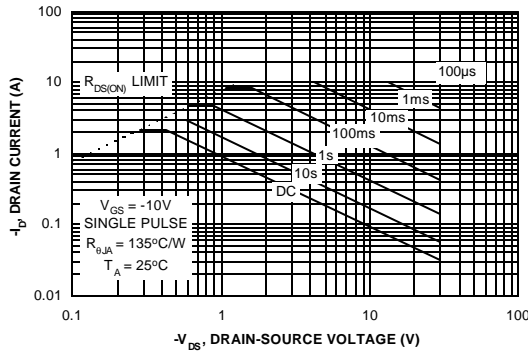 100
10
1
0.1
0.01
-I_D, DRAIN CURRENT (A)
R_DS(ON) LIMIT
100µs
1ms
10ms
100ms
1s
10s
DC
V_GS = -10V
SINGLE PULSE
R_θJA = 135°C/W
T_A = 25°C
0.1 1 10 100
-V_DS, DRAIN-SOURCE VOLTAGE (V)